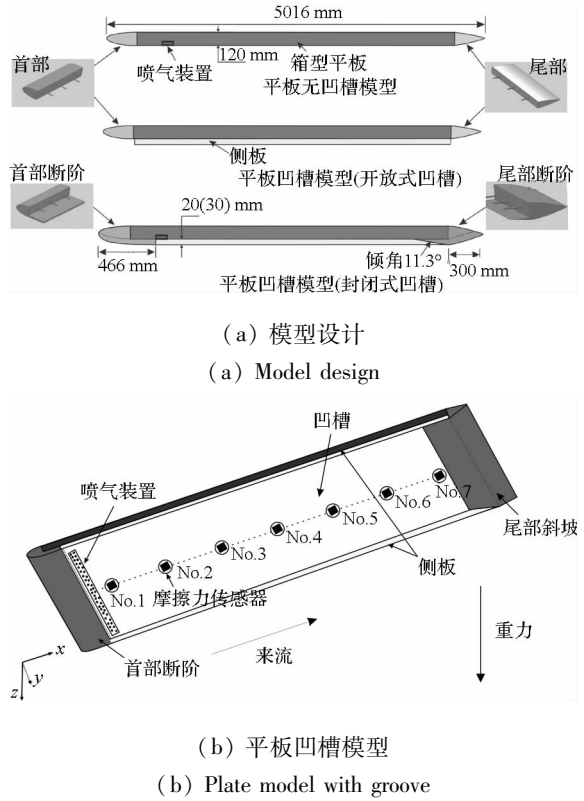 5016 mm
首部
120 mm
箱型平板
尾部
喷气装置
平板无凹槽模型
侧板
首部断阶
平板凹槽模型(开放式凹槽)
尾部断阶
20(30) mm
466 mm
倾角11.3°
300 mm
平板凹槽模型(封闭式凹槽)
(a) 模型设计
(a) Model design
凹槽
喷气装置
No.7
No.6
No.5
No.4
No.3
No.2
No.1
摩擦力传感器
尾部斜坡
侧板
首部断阶
来流
重力
x
y
z
(b) 平板凹槽模型
(b) Plate model with groove